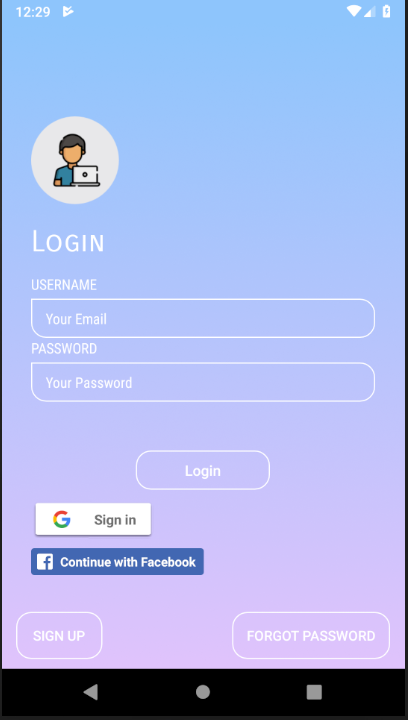 12:29
Login
USERNAME
Your Email
PASSWORD
Your Password
Login
Sign in
Continue with Facebook
SIGN UP
FORGOT PASSWORD